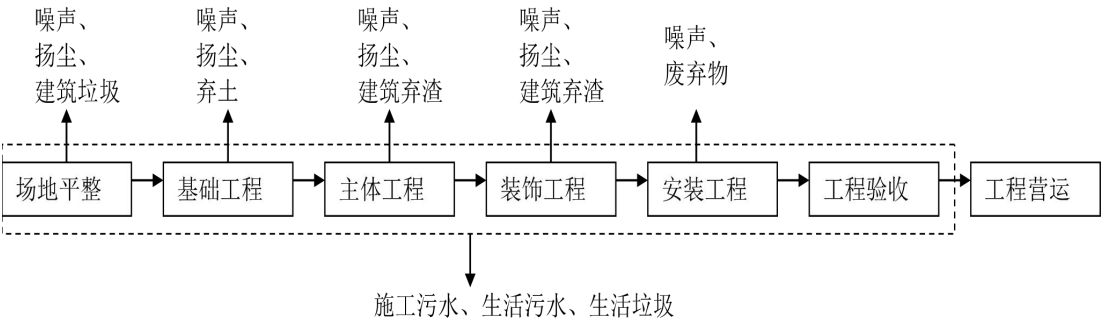 噪声、
扬尘、
建筑垃圾
噪声、
扬尘、
弃土
噪声、
扬尘、
建筑弃渣
噪声、
扬尘、
建筑弃渣
噪声、
废弃物
场地平整
基础工程
主体工程
装饰工程
安装工程
工程验收
工程营运
施工污水、生活污水、生活垃圾